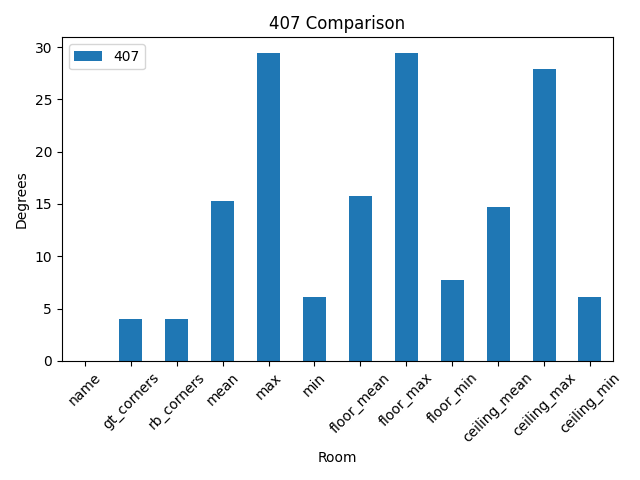 407 Comparison
407
30
25
20
15
10
5
0
Degrees
name
gt_corners
rb_corners
mean
max
min
floor_mean
floor_max
floor_min
ceiling_mean
ceiling_max
ceiling_min
Room